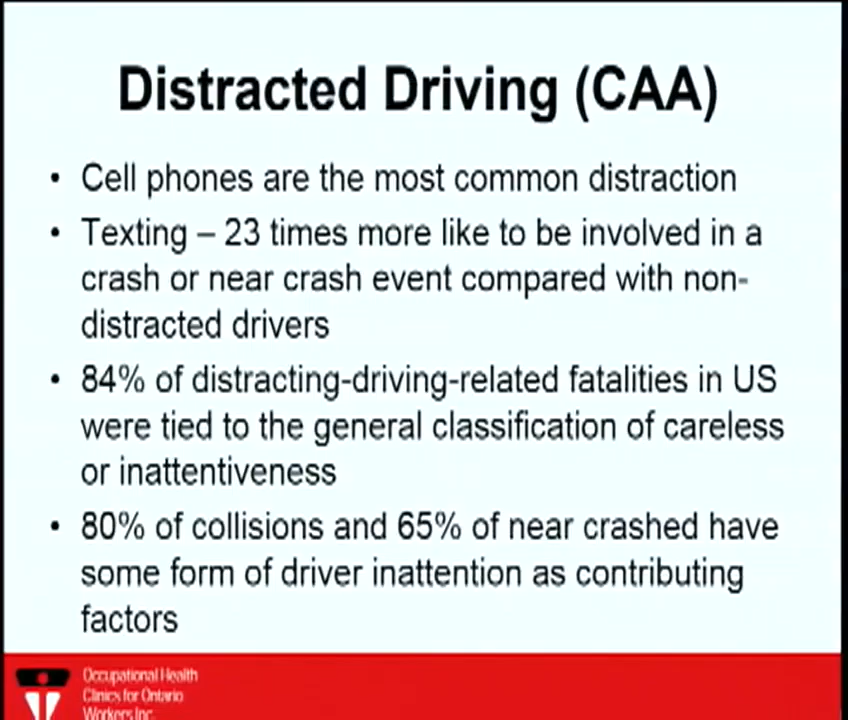 Distracted Driving (CAA)
• Cell phones are the most common distraction
• Texting – 23 times more like to be involved in a
crash or near crash event compared with non-
distracted drivers
• 84% of distracting-driving-related fatalities in US
were tied to the general classification of careless
or inattentiveness
• 80% of collisions and 65% of near crashed have
some form of driver inattention as contributing
factors
Occupational Health
Clinics for Ontario
Workers Inc.